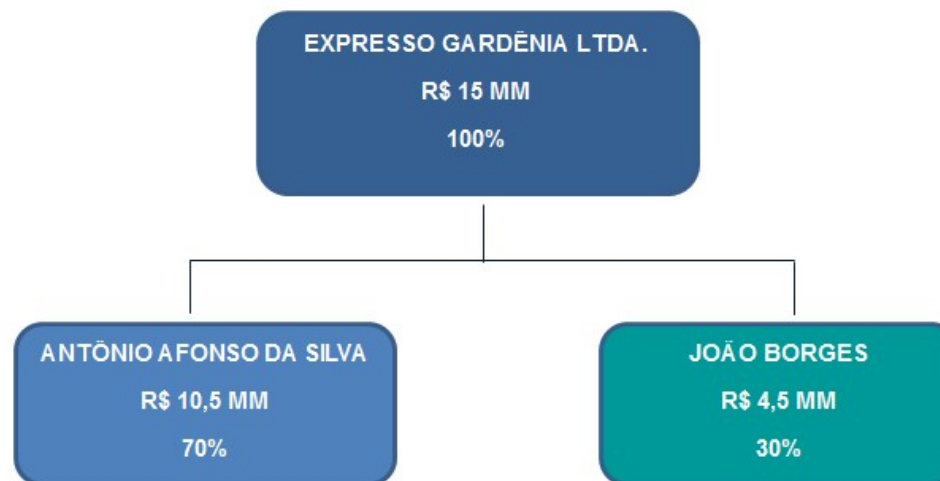 EXPRESSO GARDÊNIA LTDA.
R$ 15 MM
100%
ANTÔNIO AFONSO DA SILVA
R$ 10,5 MM
70%
JOÃO BORGES
R$ 4,5 MM
30%